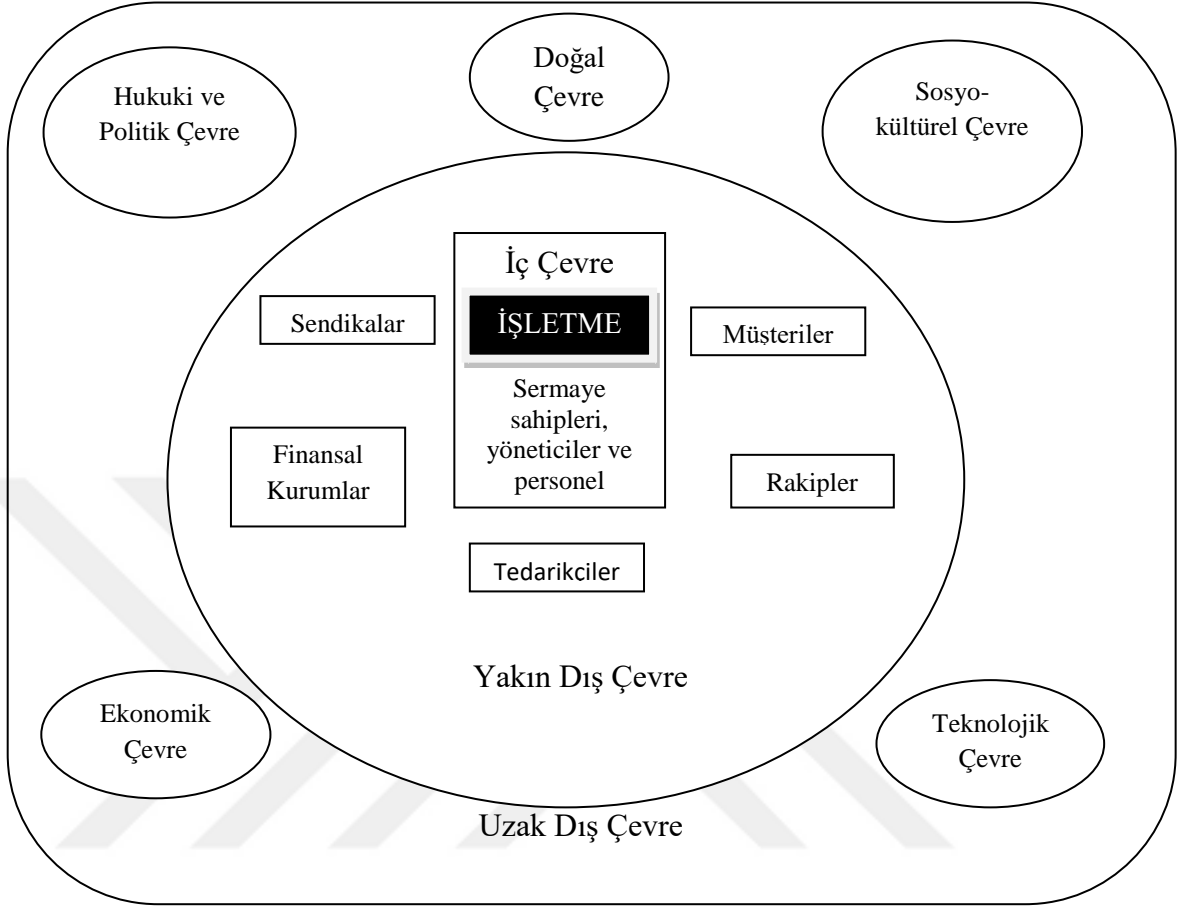 Doğal
Çevre
Hukuki ve
Politik Çevre
Sosyo-
kültürel Çevre
İç Çevre
İŞLETME
Sermaye
sahipleri,
yöneticiler ve
personel
Sendikalar
Müşteriler
Finansal
Kurumlar
Rakipler
Tedarikciler
Yakın Dış Çevre
Ekonomik
Çevre
Teknolojik
Çevre
Uzak Dış Çevre